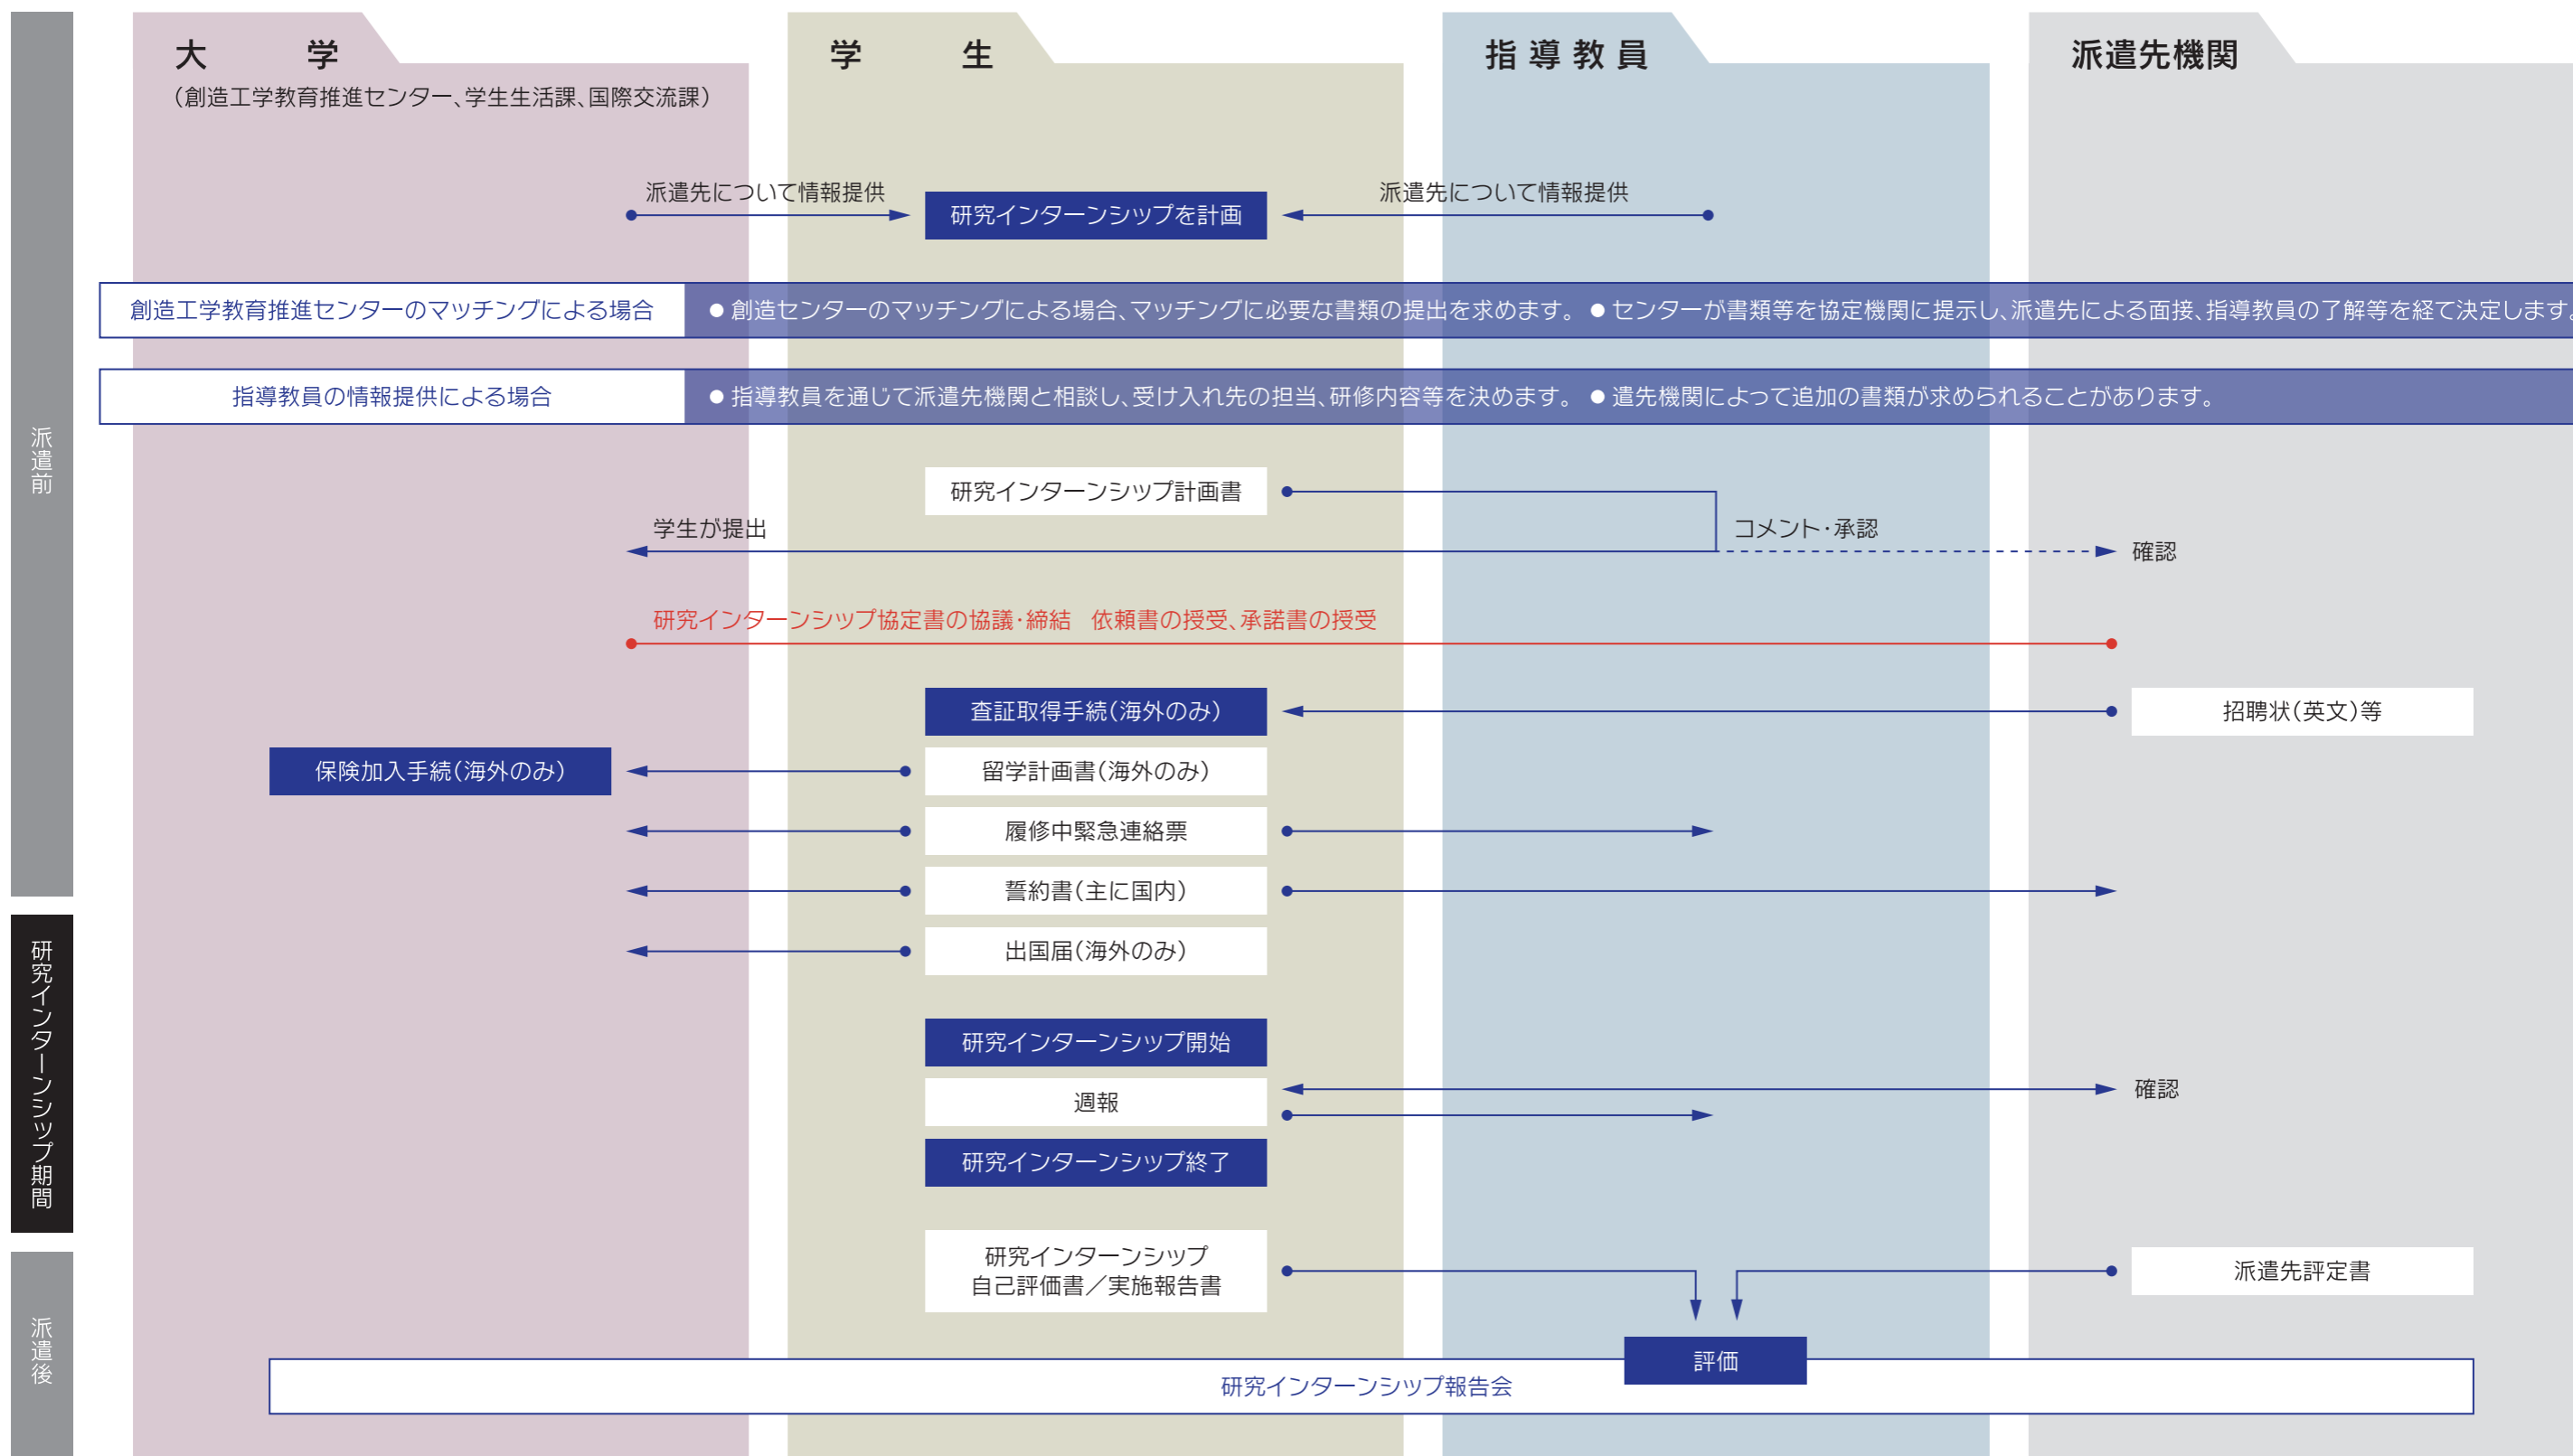 大　学
（創造工学教育推進センター、学生生活課、国際交流課）
学　生
指導教員
派遣先機関
派遣前
派遣先について情報提供
研究インターンシップを計画
派遣先について情報提供
創造工学教育推進センターのマッチングによる場合
●創造センターのマッチングによる場合、マッチングに必要な書類の提出を求めます。 ●センターが書類等を協定機関に提示し、派遣先による面接、指導教員の了解等を経て決定します。
指導教員の情報提供による場合
●指導教員を通じて派遣先機関と相談し、受け入れ先の担当、研修内容等を決めます。 ●遣先機関によって追加の書類が求められることがあります。
研究インターンシップ計画書
学生が提出
コメント・承認
確認
研究インターンシップ協定書の協議・締結　依頼書の授受、承諾書の授受
査証取得手続（海外のみ）
招聘状（英文）等
保険加入手続（海外のみ）
留学計画書（海外のみ）
履修中緊急連絡票
誓約書（主に国内）
出国届（海外のみ）
研究インターンシップ期間
研究インターンシップ開始
週報
確認
研究インターンシップ終了
派遣後
研究インターンシップ
自己評価書／実施報告書
派遣先評定書
評価
研究インターンシップ報告会